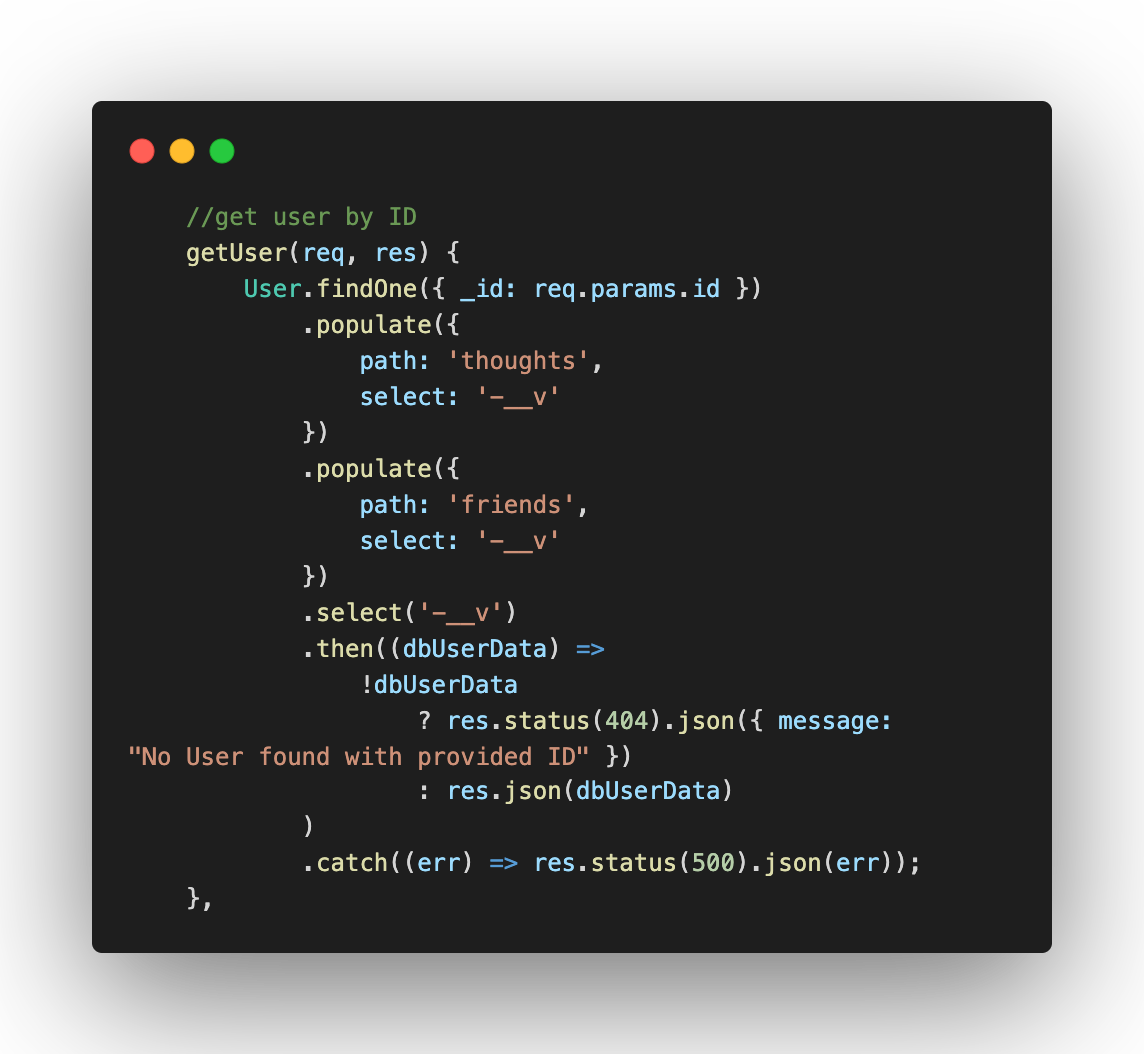 //get user by ID
getUser(req, res) {
User.findOne({ _id: req.params.id })
.populate({
path: 'thoughts',
select: '-__v'
})
.populate({
path: 'friends',
select: '-__v'
})
.select('-__v')
.then((dbUserData) =>
!dbUserData
? res.status(404).json({ message:
"No User found with provided ID" })
: res.json(dbUserData)
)
.catch((err) => res.status(500).json(err));
},